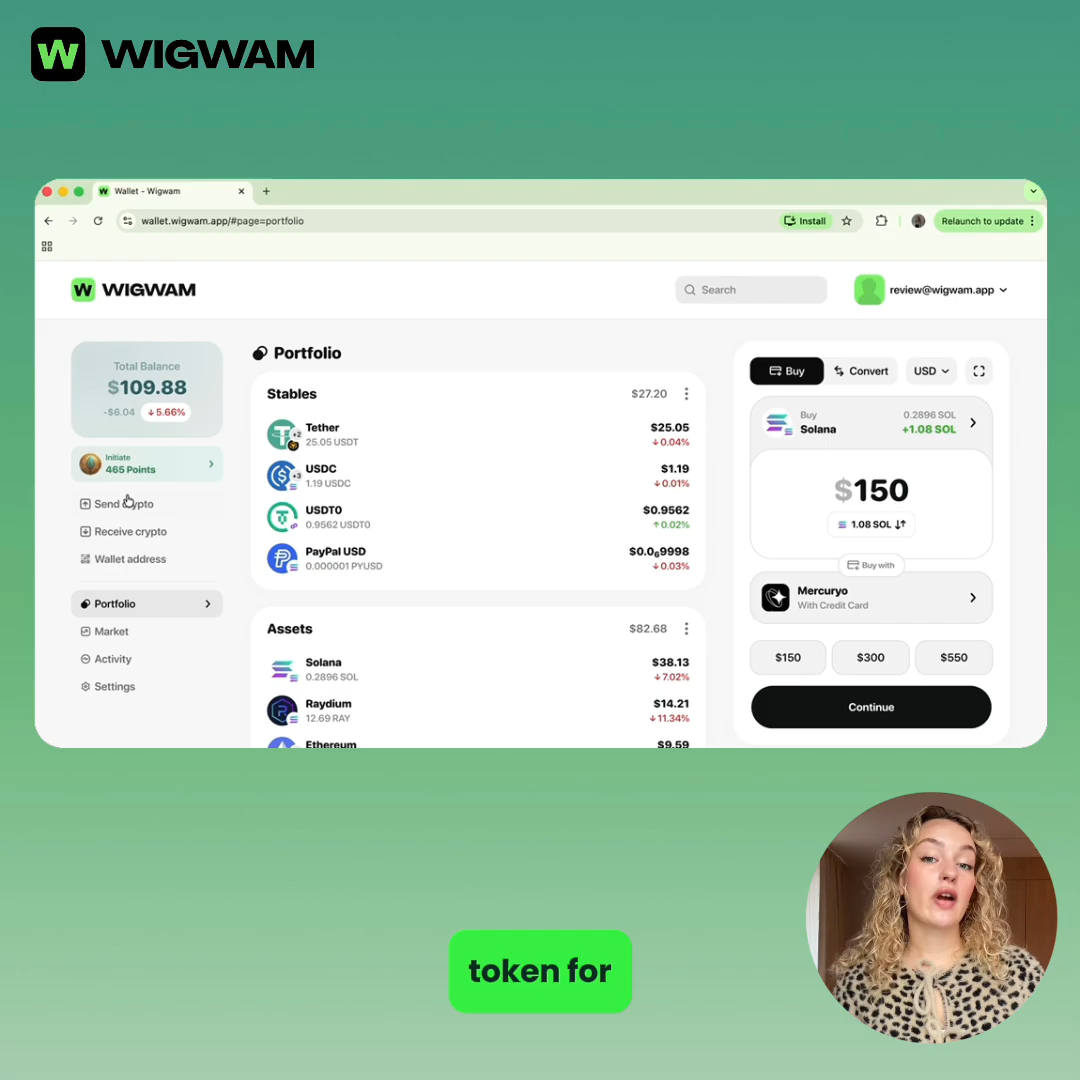 W WIGWAM
W Wallet - Wigwam
wallet.wigwam.app/#page=portfolio
Install
Relaunch to update
W WIGWAM
Search
review@wigwam.app
Total Balance
$109.88
-$6.04 ↓5.66%
Initiate
465 Points
Send crypto
Receive crypto
Wallet address
Portfolio
Market
Activity
Settings
Portfolio
Stables $27.20
Tether $25.05
25.05 USDT ↓0.04%
+2
USDC $1.19
1.19 USDC ↓0.01%
+3
USDT0 $0.9562
0.9562 USDT0 ↑0.02%
PayPal USD $0.0₆9998
0.000001 PYUSD ↓0.03%
Assets $82.68
Solana $38.13
0.2896 SOL ↓7.02%
Raydium $14.21
12.69 RAY ↓11.34%
Ethereum $9.59
Buy Convert USD
Buy 0.2896 SOL
Solana +1.08 SOL
$150
1.08 SOL
Buy with
Mercuryo
With Credit Card
$150 $300 $550
Continue
token for